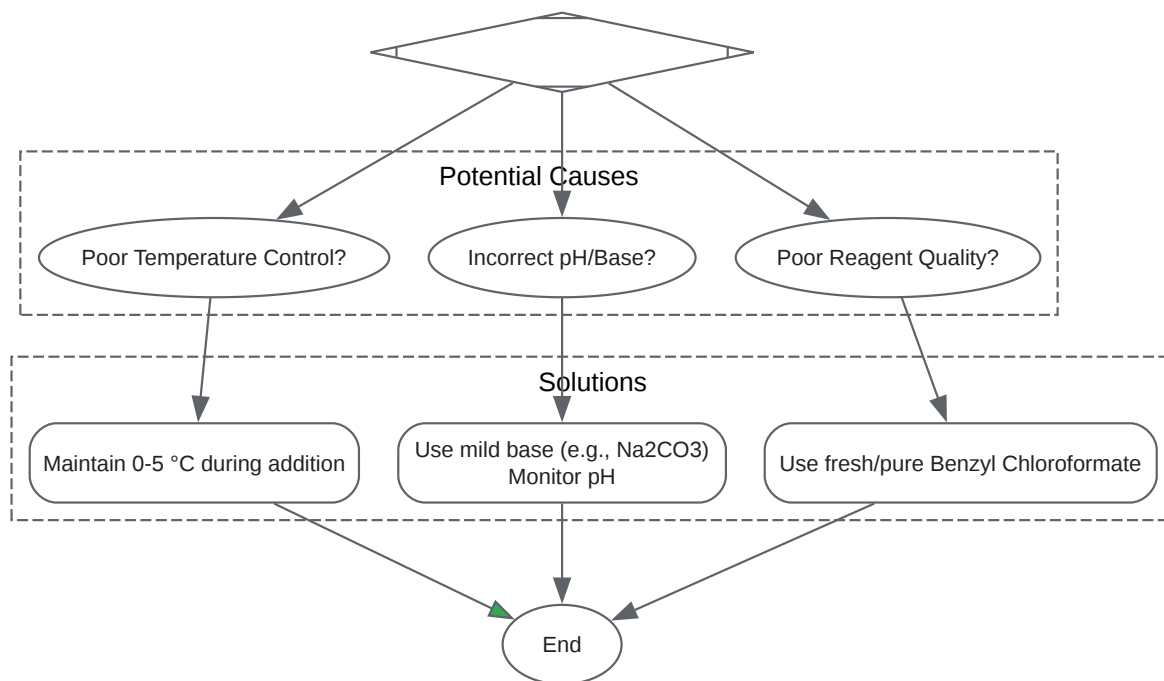 Potential Causes
Poor Temperature Control?
Incorrect pH/Base?
Poor Reagent Quality?
Solutions
Maintain 0-5 °C during addition
Use mild base (e.g., Na2CO3)
Monitor pH
Use fresh/pure Benzyl Chloroformate
End